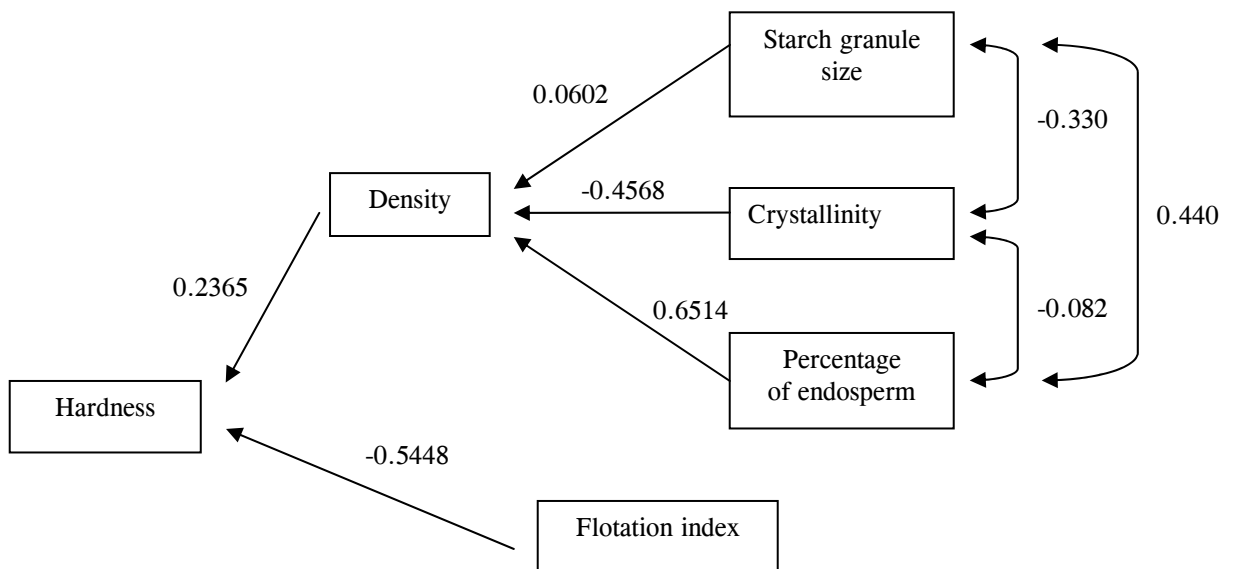 Starch granule
size
0.0602
-0.330
Density
-0.4568
Crystallinity
0.440
0.2365
0.6514
-0.082
Percentage
of endosperm
Hardness
-0.5448
Flotation index